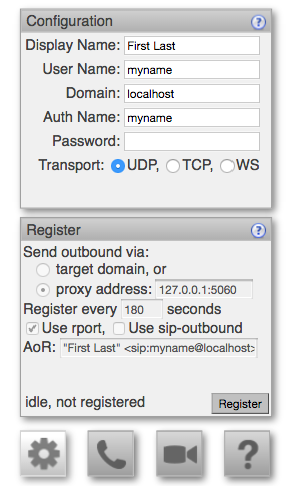 Configuration ?
Display Name: First Last
User Name: myname
Domain: localhost
Auth Name: myname
Password:
Transport: UDP, TCP, WS
Register ?
Send outbound via:
target domain, or
proxy address: 127.0.0.1:5060
Register every 180 seconds
Use rport, Use sip-outbound
AoR: "First Last" <sip:myname@localhost>
idle, not registered Register
?